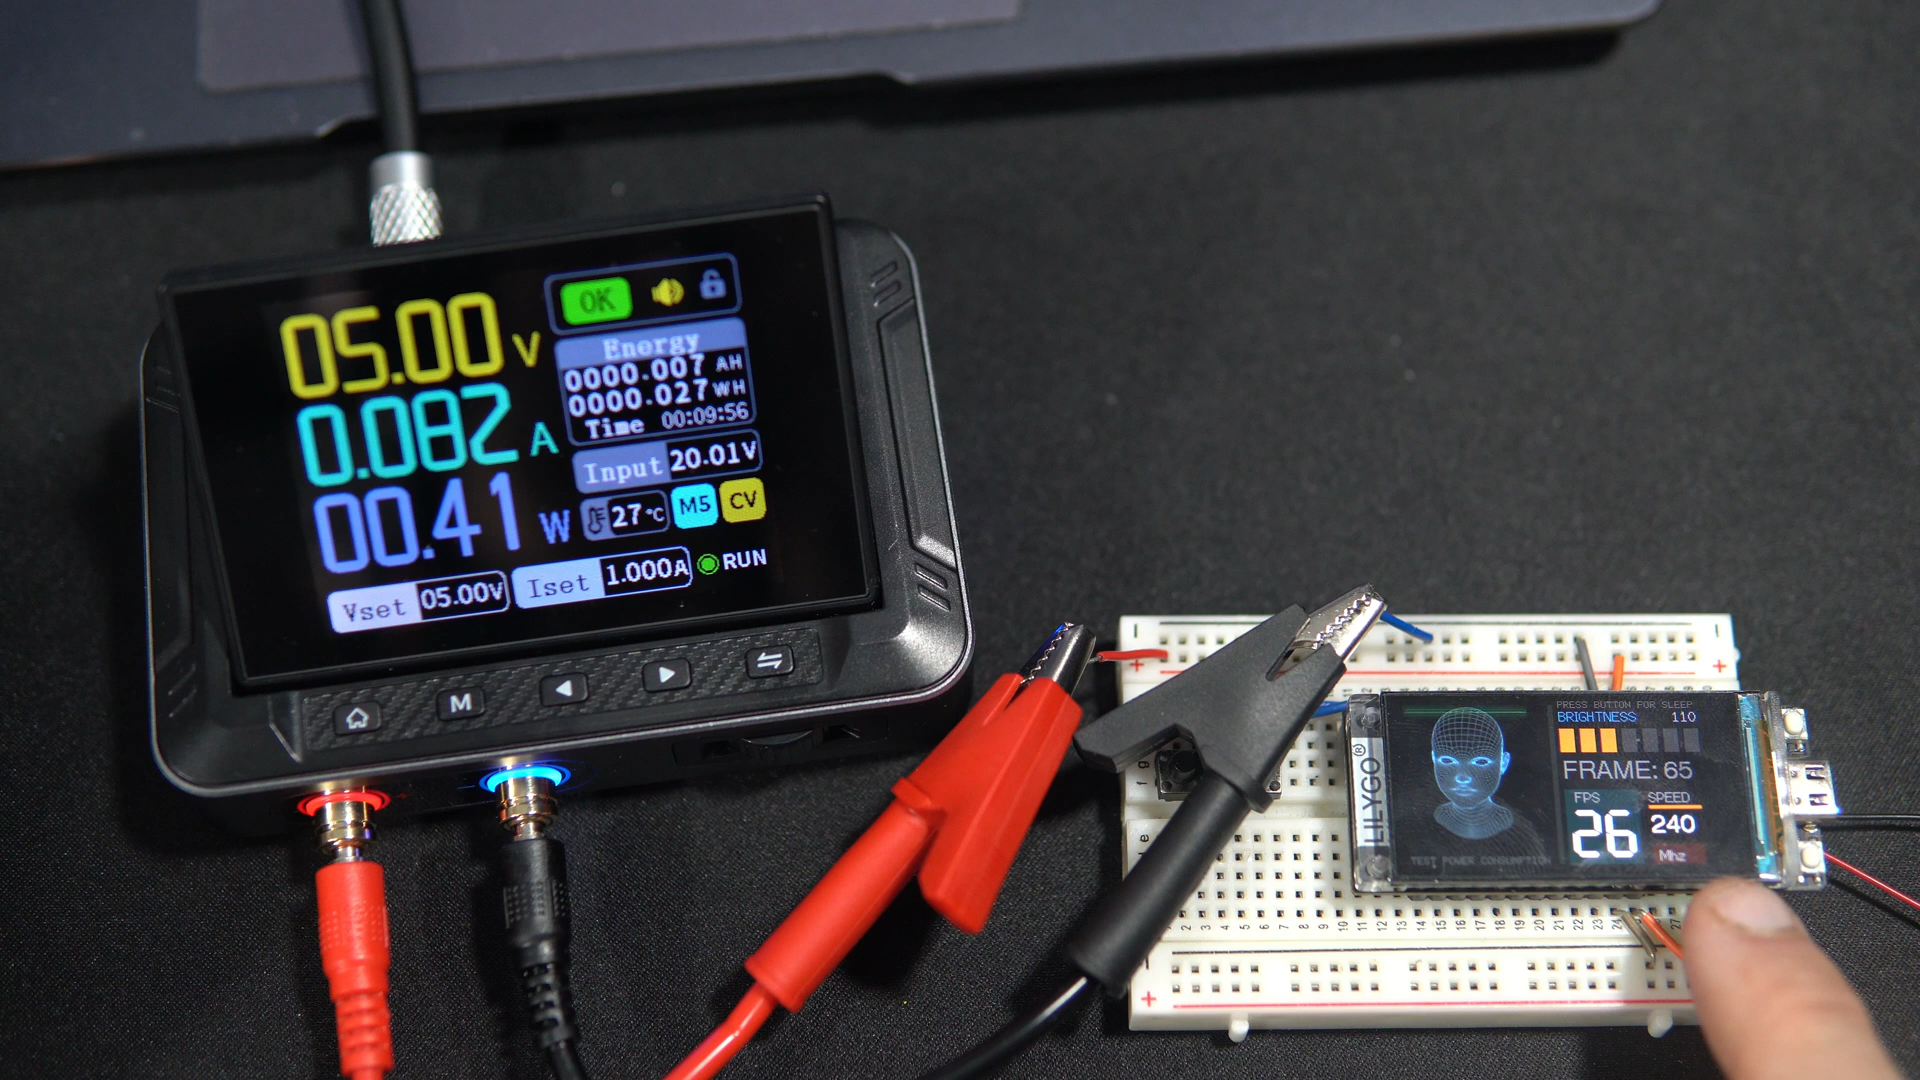 05.00 V
0.082 A
00.41 W
OK
Energy
0000.007 AH
0000.027 WH
Time 00:09:56
Input 20.01V
27°C M5 CV
Vset 05.00V Iset 1.000A RUN
M
LILYGO®
PRESS BUTTON FOR SLEEP
BRIGHTNESS 110
FRAME: 65
FPS SPEED
26 240
Mhz
TEST POWER CONSUMPTION